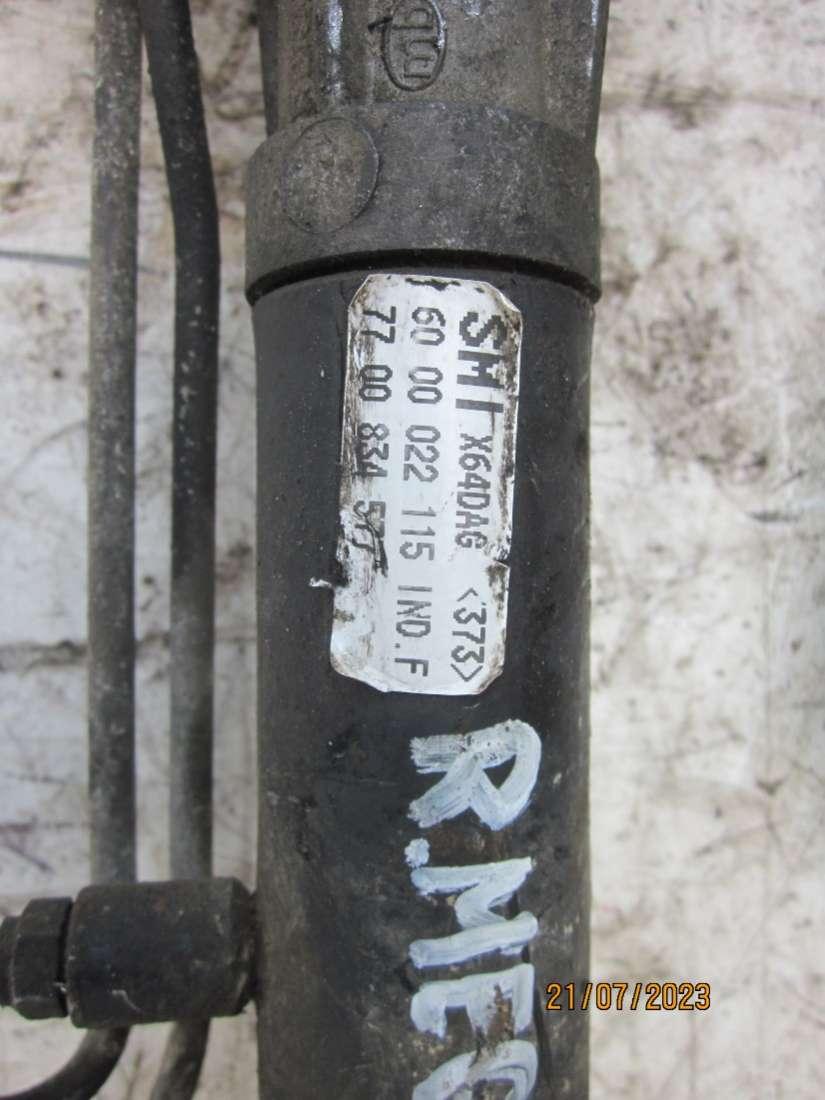 SMI X64DAG <373>
60 00 022 115 IND.F
77 00 834 577
R.MEG
21/07/2023